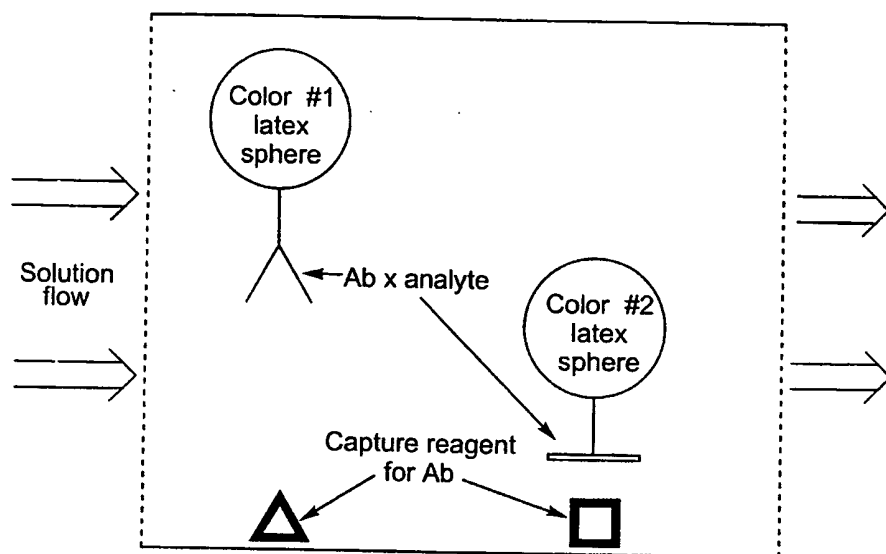 Color #1
latex
sphere
Solution
flow
Ab x analyte
Color #2
latex
sphere
Capture reagent
for Ab